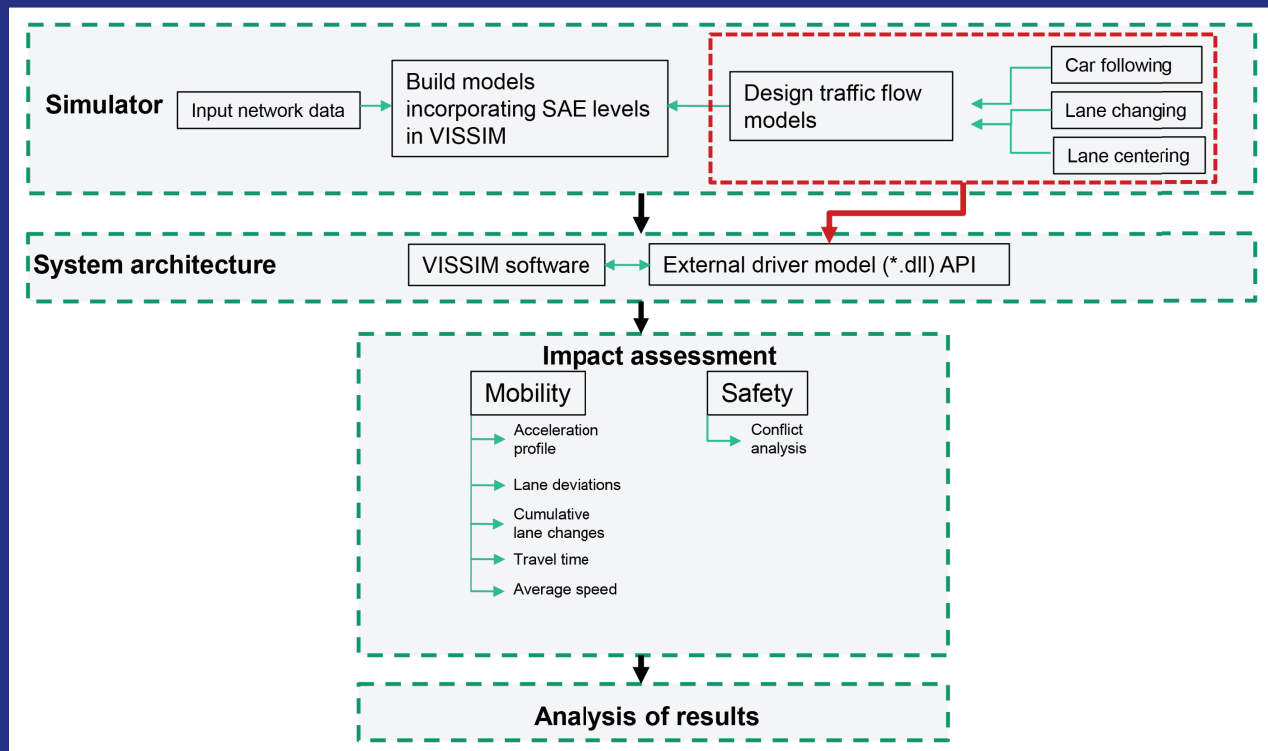 Simulator
Input network data
Build models
incorporating SAE levels
in VISSIM
Design traffic flow
models
Car following
Lane changing
Lane centering
System architecture
VISSIM software
External driver model (*.dll) API
Impact assessment
Mobility
Acceleration
profile
Lane deviations
Cumulative
lane changes
Travel time
Average speed
Safety
Conflict
analysis
Analysis of results